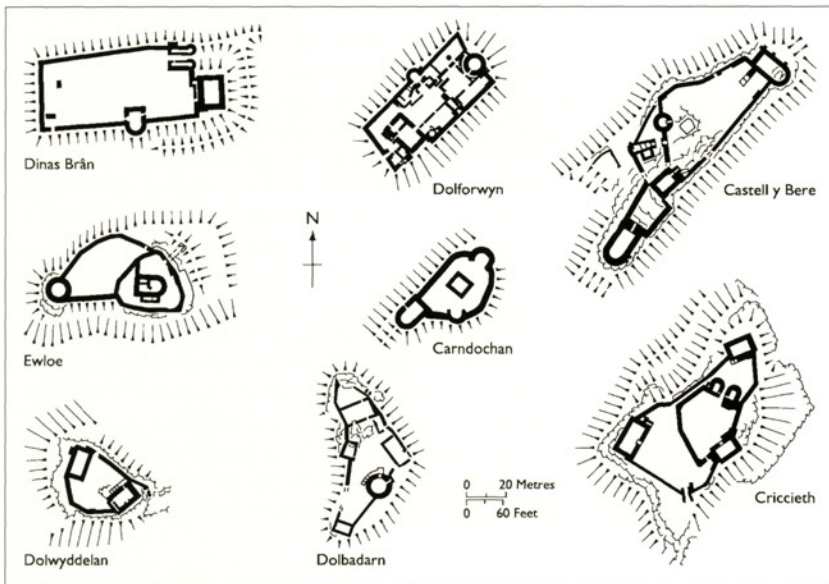 Dinas Brân
Dolforwyn
Castell y Bere
N
Ewloe
Carndochan
Criccieth
Dolwyddelan
Dolbadarn
0 20 Metres
0 60 Feet